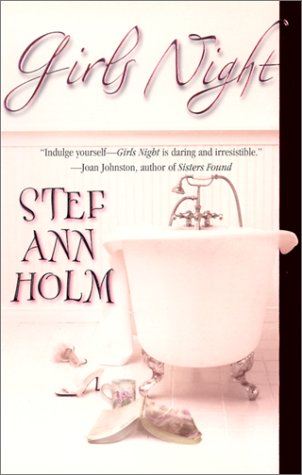 Girls Night
“Indulge yourself—Girls Night is daring and irresistible.”
—Joan Johnston, author of Sisters Found
STEF
ANN
HOLM